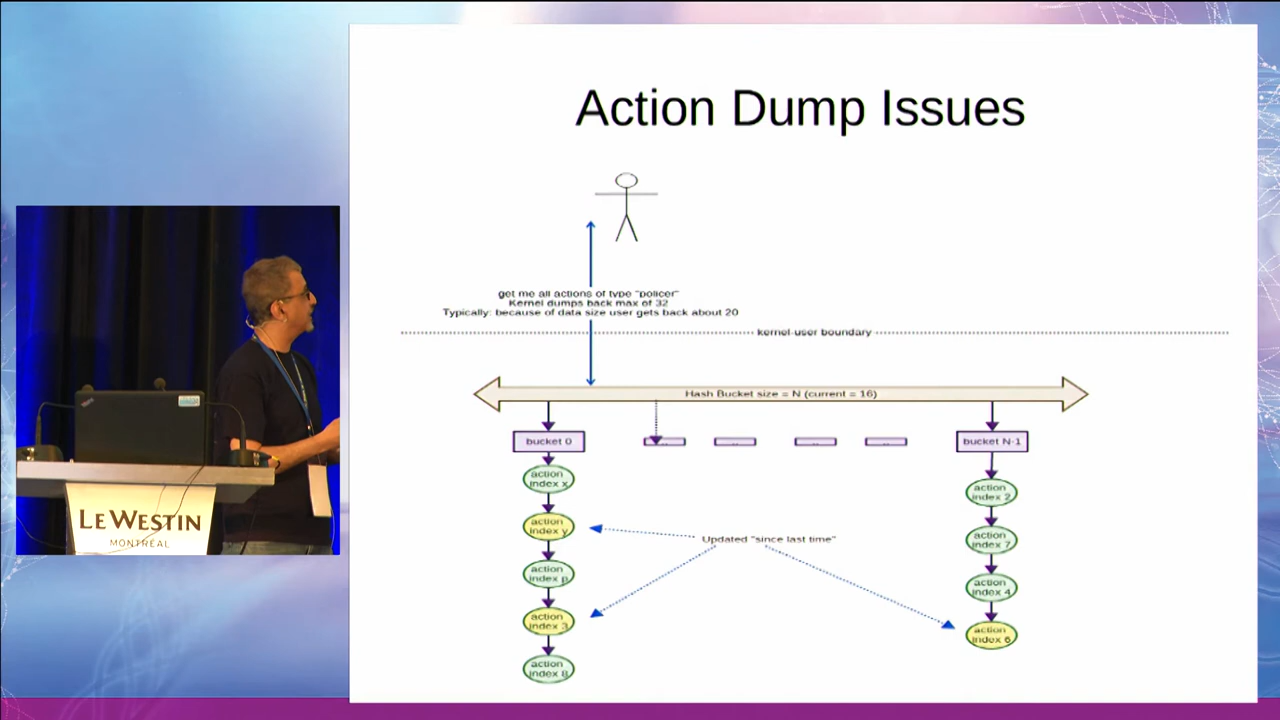 Action Dump Issues
get me all actions of type "policer"
Kernel dumps back max of 32
Typically: because of data size user gets back about 20
kernel-user boundary
Hash Bucket size = N (current = 16)
bucket 0
bucket N-1
action
index x
action
index y
action
index p
action
index 3
action
index 8
Updated "since last time"
action
index 2
action
index 7
action
index 4
action
index 6
LE WESTIN
MONTRÉAL